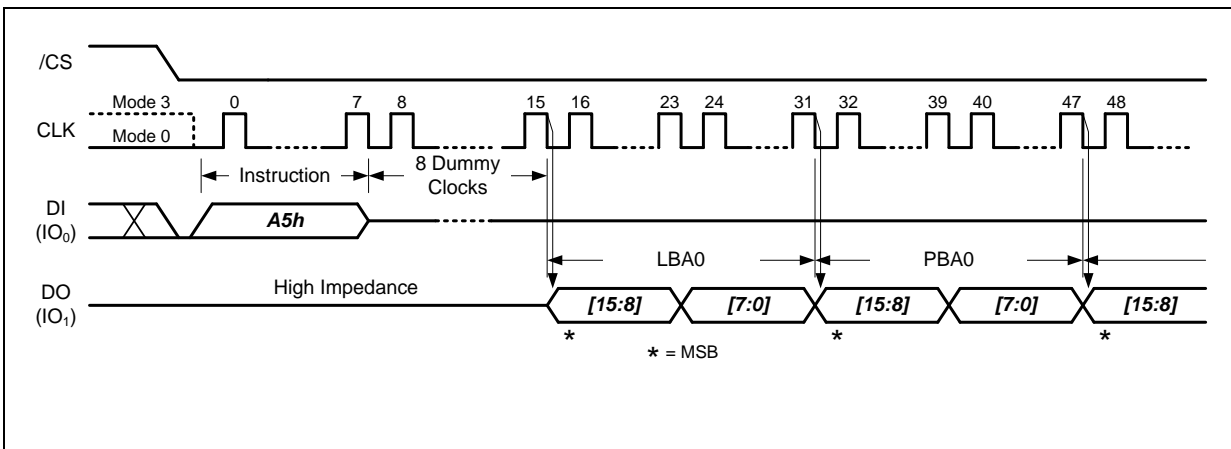 /CS
Mode 3 0 7 8 15 16 23 24 31 32 39 40 47 48
CLK
Mode 0
Instruction
8 Dummy
Clocks
DI
(IO₀)
A5h
LBA0 PBA0
High Impedance
DO
(IO₁)
[15:8] [7:0] [15:8] [7:0] [15:8]
* * *
* = MSB